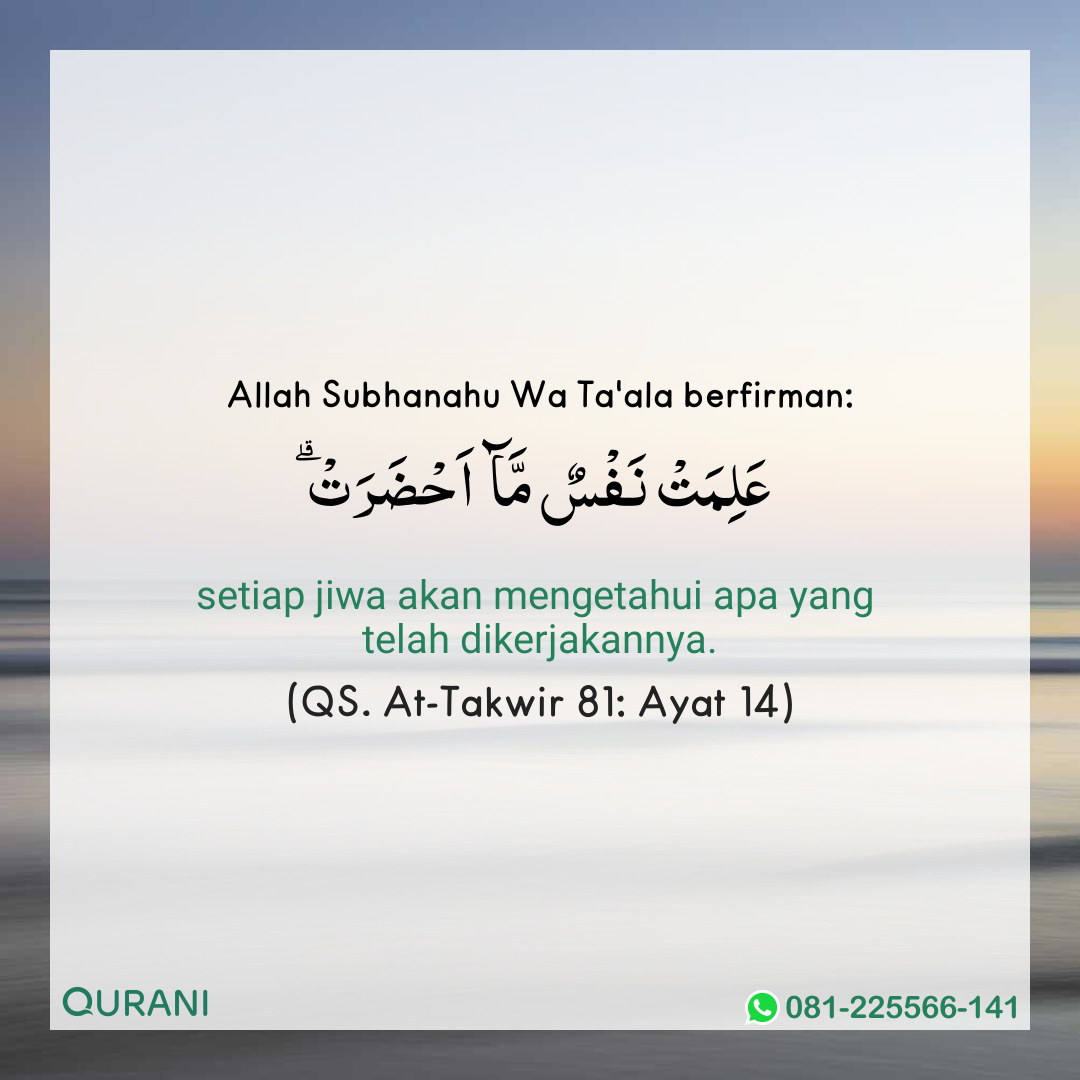 Allah Subhanahu Wa Ta'ala berfirman:
عَلِمَتْ نَفْسٌ مَّاۤ اَحْضَرَتْۗ
setiap jiwa akan mengetahui apa yang
telah dikerjakannya.
(QS. At-Takwir 81: Ayat 14)
QURANI
081-225566-141